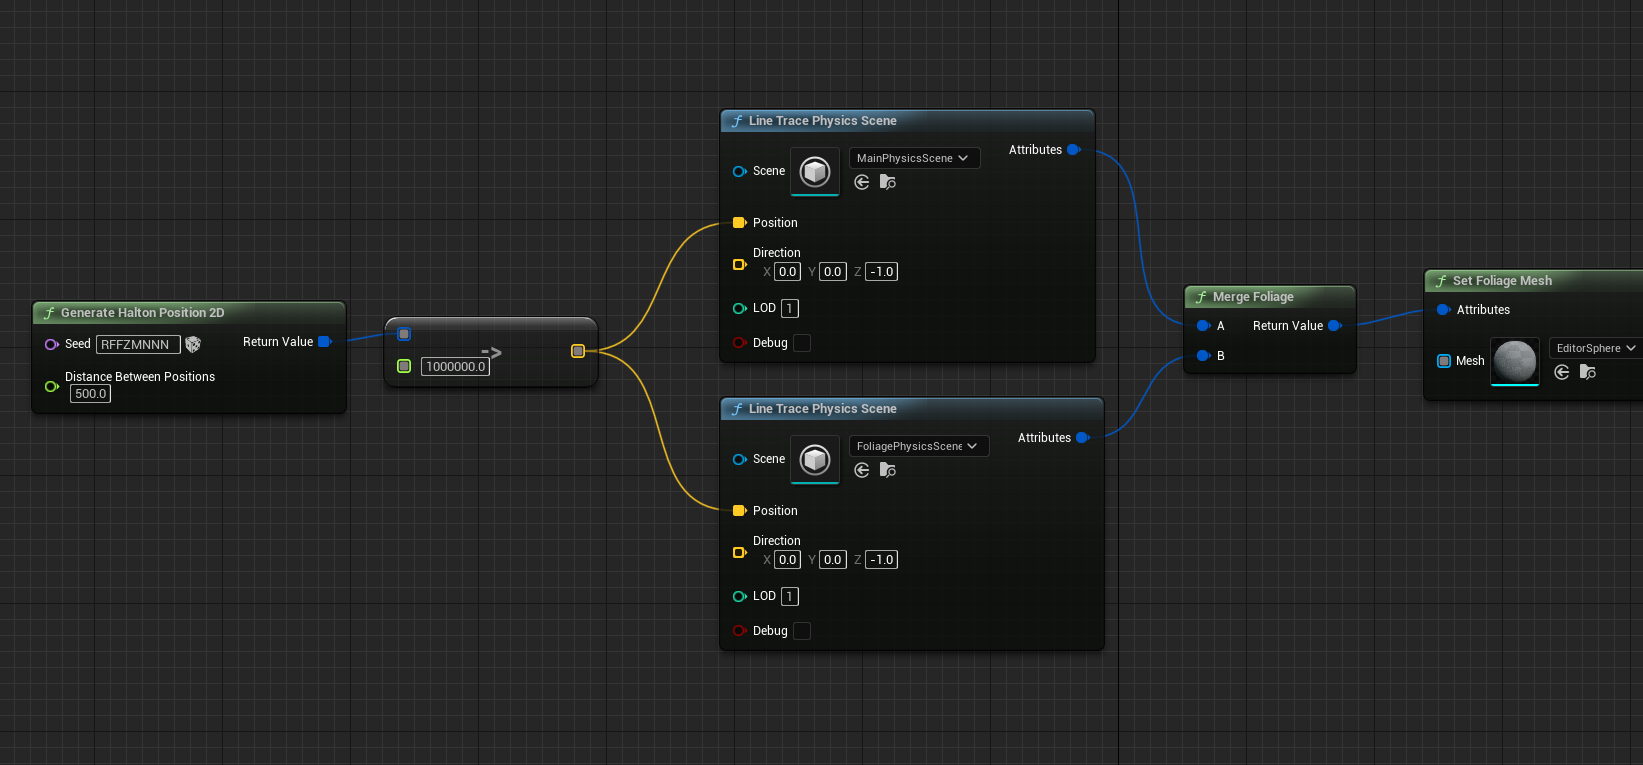 Generate Halton Position 2D
Seed RFFZMNNN Return Value
Distance Between Positions
500.0
->
1000000.0
Line Trace Physics Scene
Attributes
Scene MainPhysicsScene
Position
Direction
X 0.0 Y 0.0 Z -1.0
LOD 1
Debug
Line Trace Physics Scene
Attributes
Scene FoliagePhysicsScene
Position
Direction
X 0.0 Y 0.0 Z -1.0
LOD 1
Debug
Merge Foliage
A Return Value
B
Set Foliage Mesh
Attributes
Mesh EditorSphere